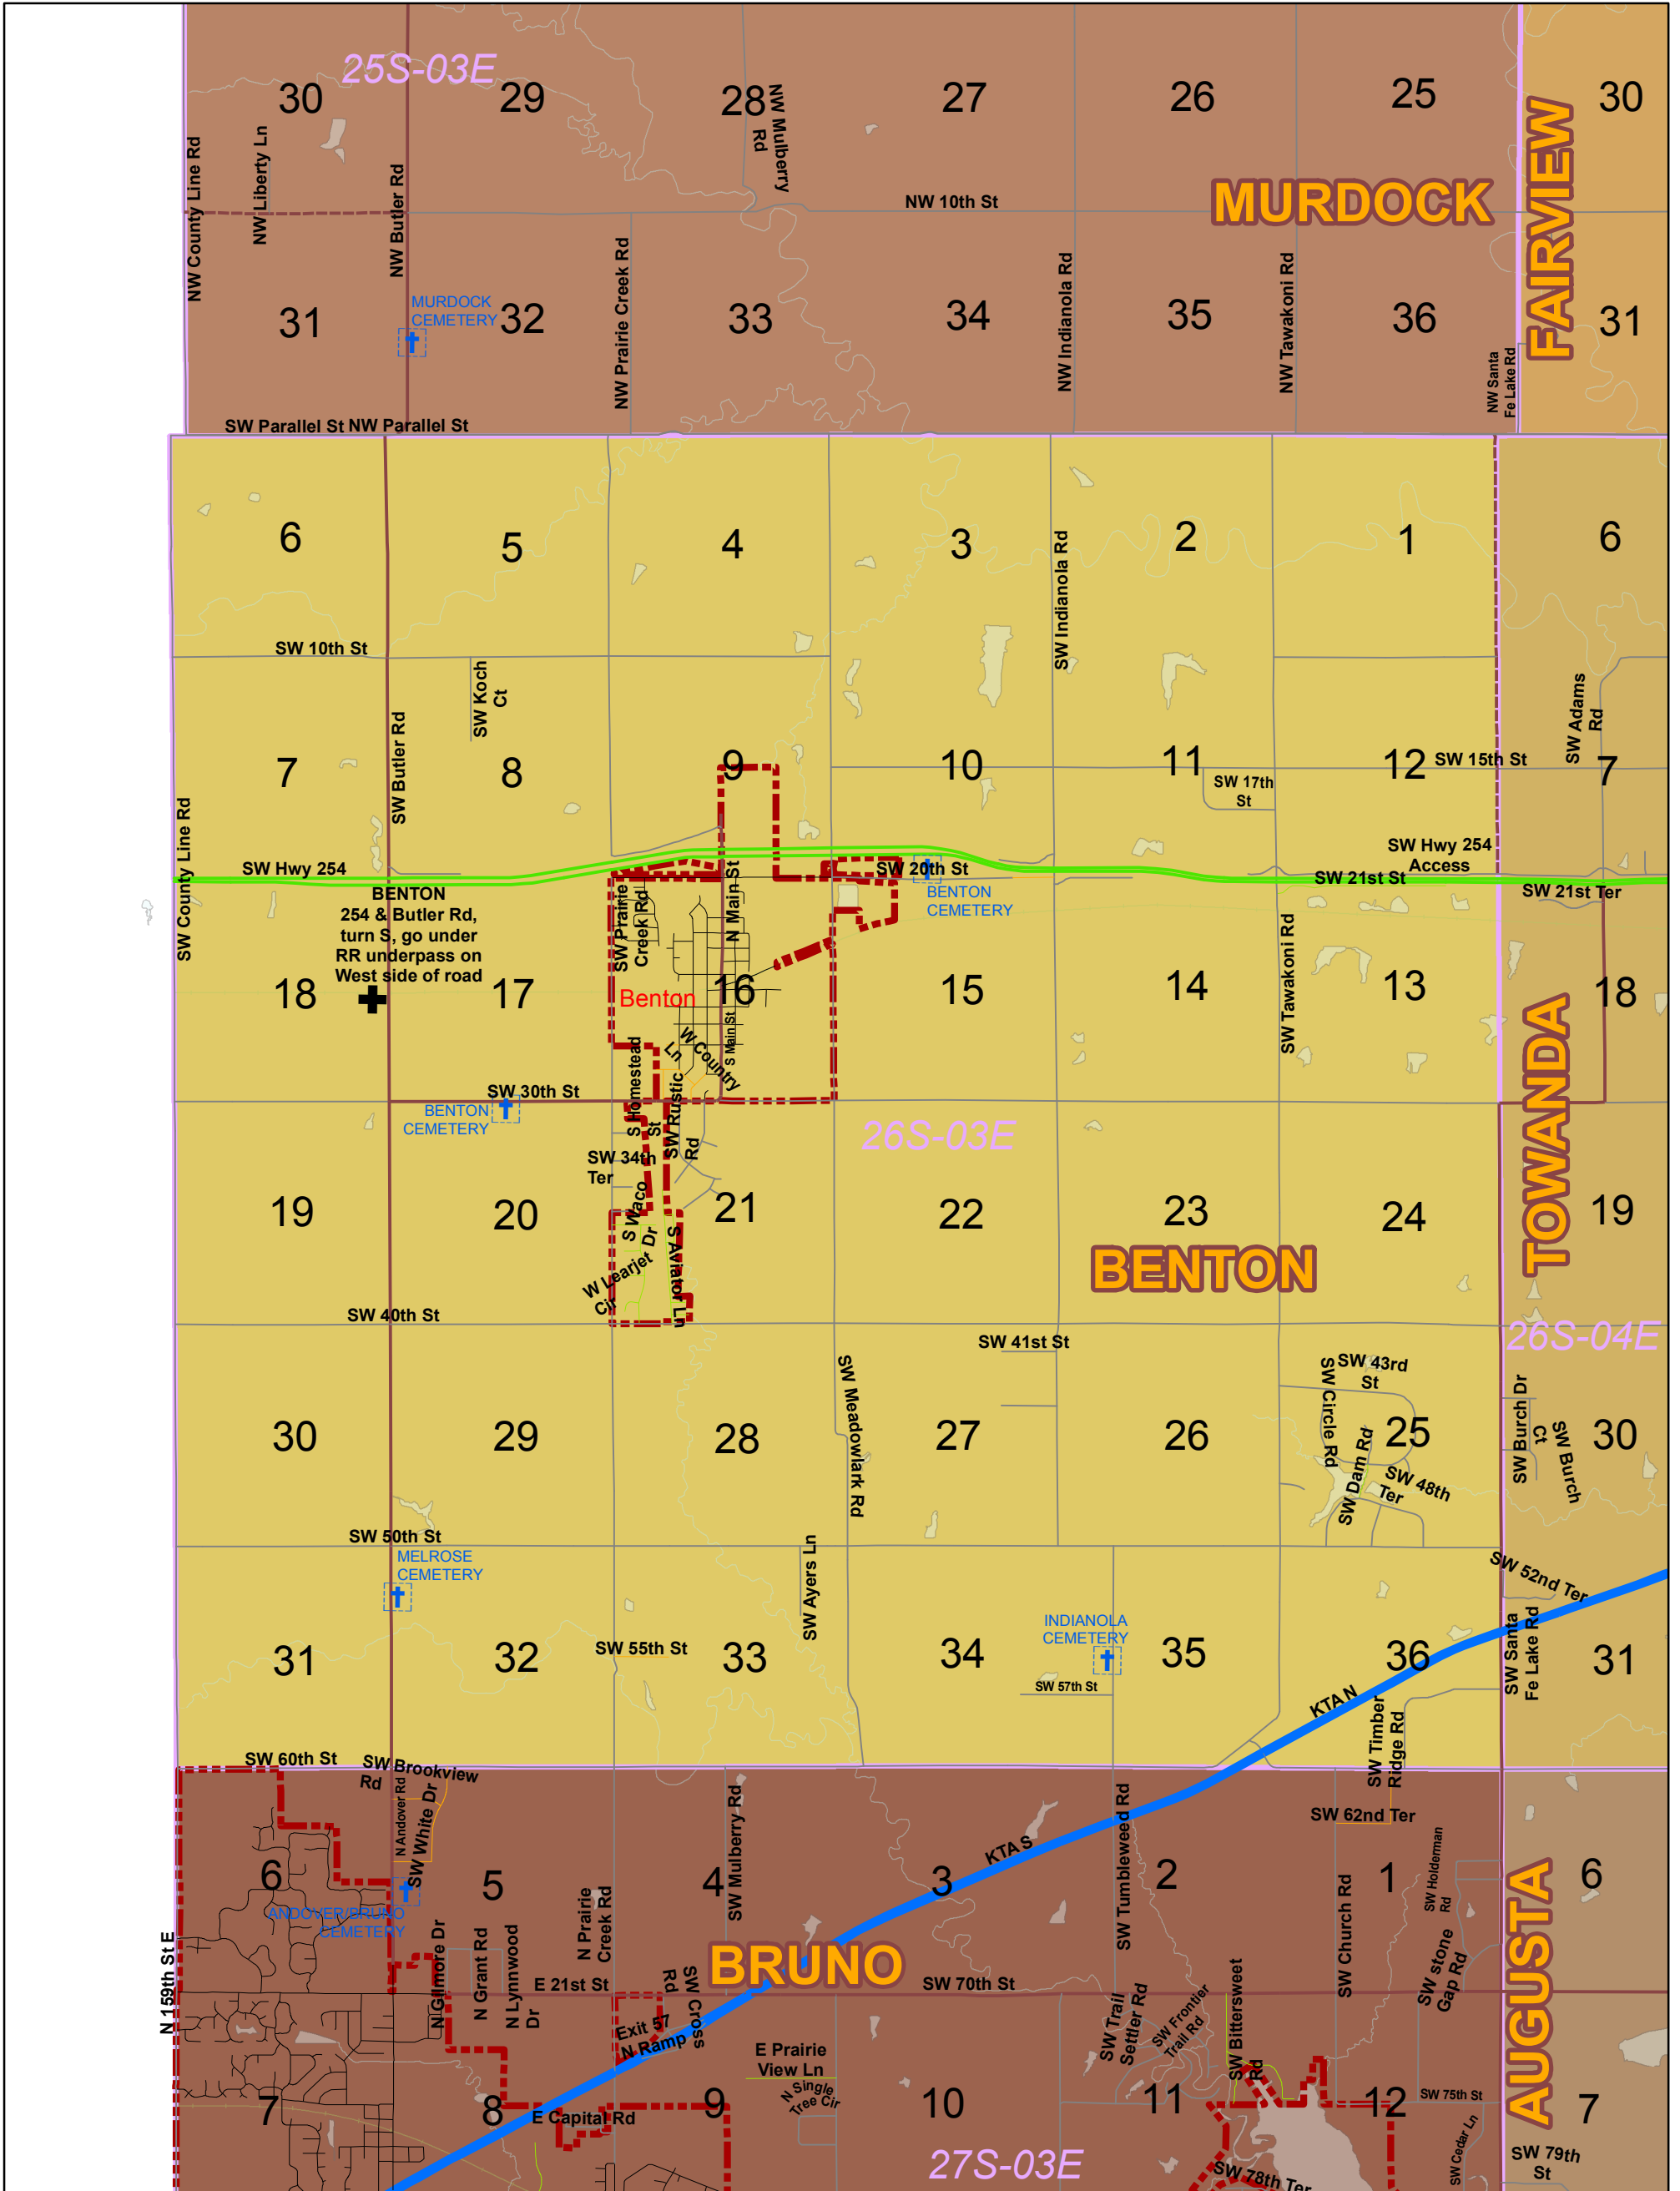 25S-03E
30
29
28
27
26
25
30
NW Mulberry
Rd
NW County Line Rd
NW Liberty Ln
NW Butler Rd
NW 10th St
MURDOCK
FAIRVIEW
31
MURDOCK
CEMETERY
32
33
34
35
36
31
NW Prairie Creek Rd
NW Indianola Rd
NW Tawakoni Rd
NW Santa
Fe Lake Rd
SW Parallel St
NW Parallel St
6
5
4
3
2
1
6
SW Indianola Rd
SW 10th St
SW Koch
Ct
SW Butler Rd
SW Adams
Rd
7
8
9
10
11
12
SW 15th St
7
SW 17th
St
SW County Line Rd
SW Hwy 254
SW Hwy 254
Access
SW 20th St
SW 21st St
SW 21st Ter
BENTON
254 & Butler Rd,
turn S, go under
RR underpass on
West side of road
BENTON
CEMETERY
SW Prairie
Creek Rd
N Main St
SW Tawakoni Rd
18
17
Benton
16
15
14
13
18
S Main St
W Country
Ln
S Homestead
St
SW Rustic
Rd
SW 30th St
BENTON
CEMETERY
26S-03E
TOWANDA
SW 34th
Ter
19
20
21
22
23
24
19
S Waco
Dr
S Aviator Ln
W Learjet
Cir
BENTON
SW 40th St
SW 41st St
26S-04E
SW Meadowlark Rd
SW 43rd
St
SW Circle Rd
SW Dam Rd
SW 48th
Ter
SW Burch Dr
SW Burch
Ct
30
29
28
27
26
25
30
SW 50th St
MELROSE
CEMETERY
SW Ayers Ln
SW 52nd Ter
INDIANOLA
CEMETERY
SW Santa
Fe Lake Rd
31
32
SW 55th St
33
34
35
36
31
SW 57th St
KTA N
SW Timber
Ridge Rd
SW 60th St
SW Brookview
Rd
N Andover Rd
SW White Dr
SW Mulberry Rd
SW Tumbleweed Rd
SW 62nd Ter
KTA S
SW Holderman
Rd
6
5
4
3
2
1
6
ANDOVER/BRUNO
CEMETERY
N 159th St E
N Gilmore Dr
N Grant Rd
N Lynnwood
Dr
N Prairie
Creek Rd
BRUNO
SW Church Rd
SW stone
Gap Rd
AUGUSTA
E 21st St
SW 70th St
SW Cross
Rd
Exit 57
N Ramp
E Prairie
View Ln
N Single
Tree Cir
SW Trail
Settler Rd
SW Frontier
Trail Rd
SW Bittersweet
Rd
7
8
9
10
11
12
SW 75th St
7
E Capital Rd
SW Cedar Ln
27S-03E
SW 78th Ter
SW 79th
St